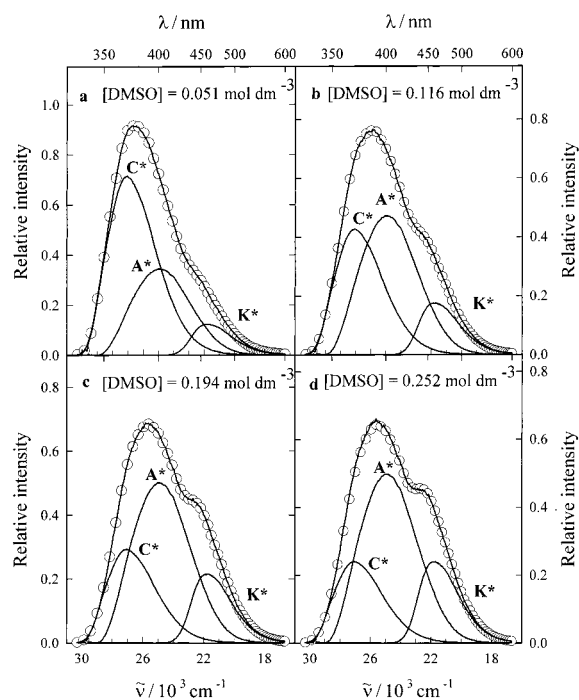 λ / nm λ / nm
350 400 450 500 600 350 400 450 500 600
a [DMSO] = 0.051 mol dm-3 b [DMSO] = 0.116 mol dm-3
1.0
0.8
0.6
0.4
0.2
0.0
0.8
0.6
0.4
0.2
0.0
Relative intensity
Relative intensity
C*
A*
K*
C*
A*
K*
c [DMSO] = 0.194 mol dm-3 d [DMSO] = 0.252 mol dm-3
0.8
0.6
0.4
0.2
0.0
0.6
0.4
0.2
0.0
Relative intensity
Relative intensity
A*
C*
K*
A*
C*
K*
30 26 22 18 30 26 22 18
ṽ / 10 3 cm -1 ṽ / 10 3 cm -1